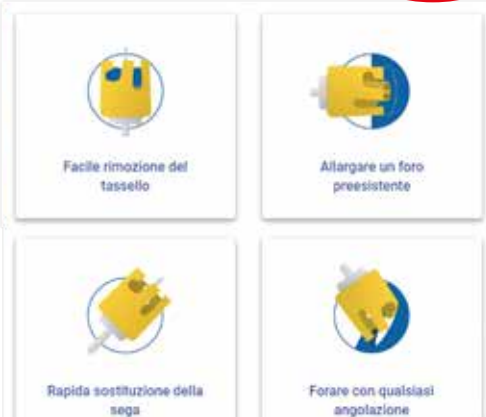 Facile rimozione del
tassello
Allargare un foro
preesistente
Rapida sostituzione della
sega
Forare con qualsiasi
angolazione